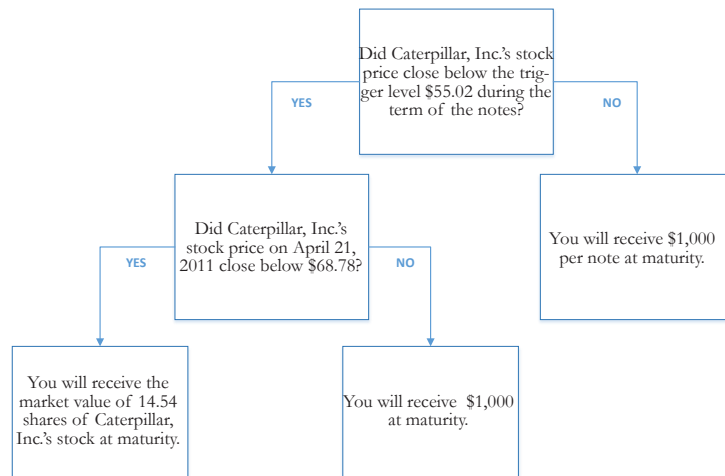 Did Caterpillar, Inc.'s stock
price close below the trig-
ger level $55.02 during the
term of the notes?
YES
NO
Did Caterpillar, Inc.'s
stock price on April 21,
2011 close below $68.78?
You will receive $1,000
per note at maturity.
YES
NO
You will receive the
market value of 14.54
shares of Caterpillar,
Inc.'s stock at maturity.
You will receive  $1,000
at maturity.